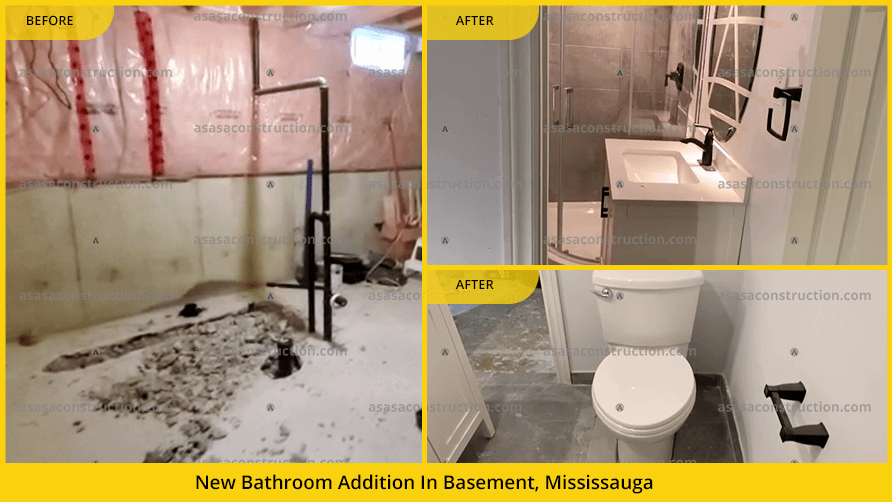 BEFORE
AFTER
AFTER
asasaconstruction.com
New Bathroom Addition In Basement, Mississauga